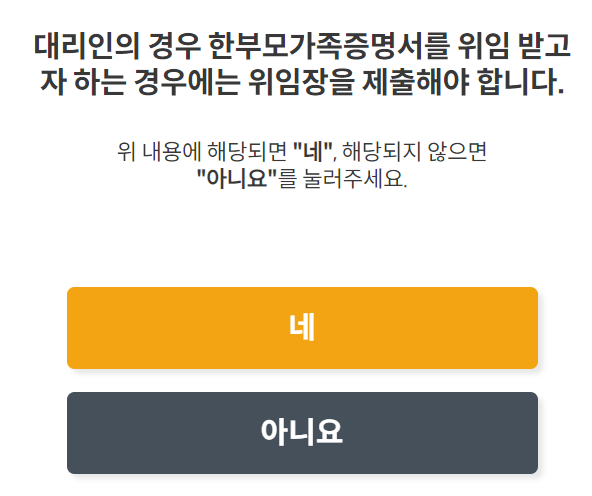 대리인의 경우 한부모가족증명서를 위임 받고
자 하는 경우에는 위임장을 제출해야 합니다.
위 내용에 해당되면 "네", 해당되지 않으면
"아니요"를 눌러주세요.
네
아니요